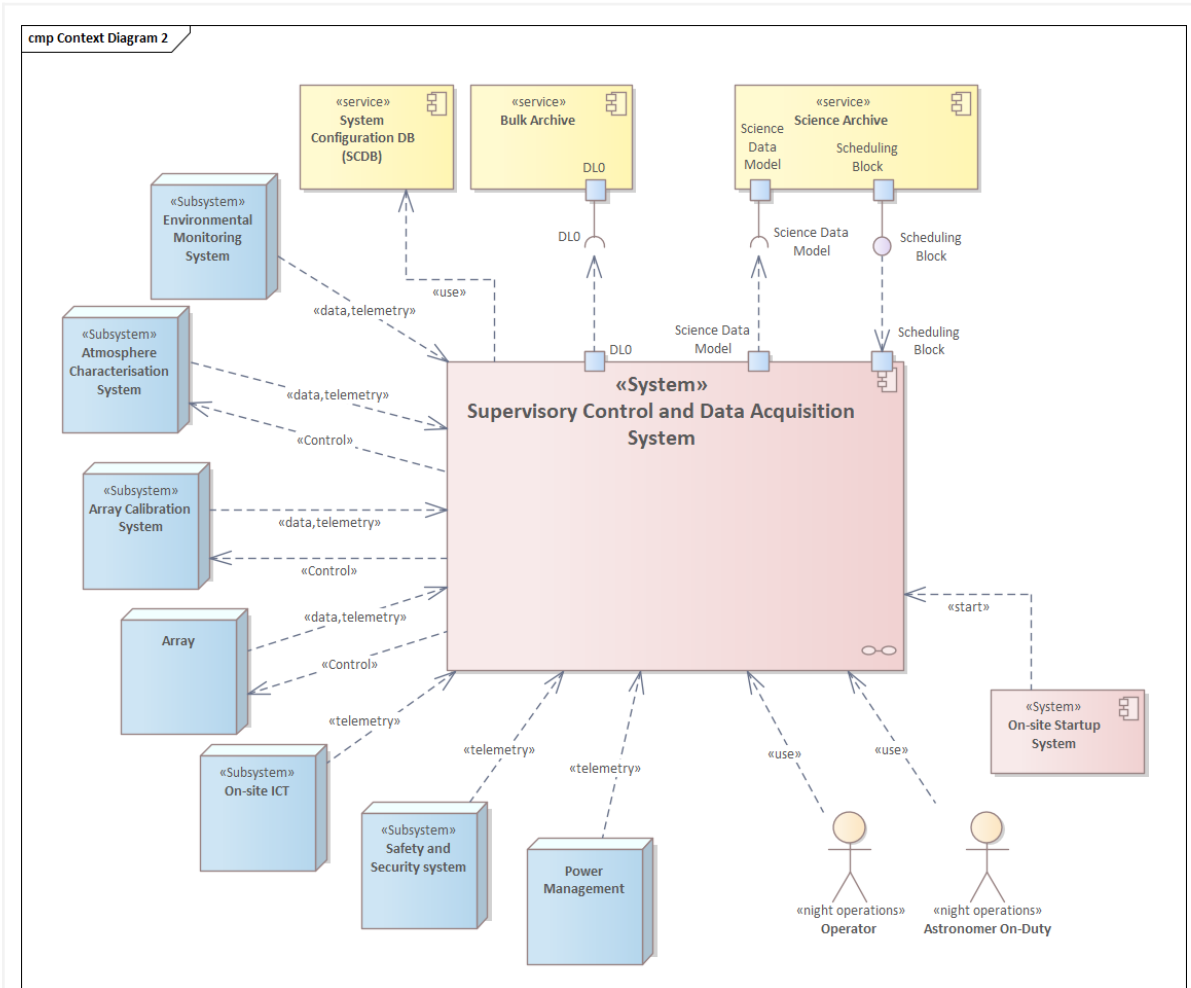 cmp Context Diagram 2
«service»
System
Configuration DB
(SCDB)
«service»
Bulk Archive
DL0
«service»
Science Archive
Science
Data
Model
Scheduling
Block
«Subsystem»
Environmental
Monitoring
System
DL0
Science Data
Model
Scheduling
Block
«use»
«data,telemetry»
«Subsystem»
Atmosphere
Characterisation
System
DL0
Science Data
Model
Scheduling
Block
«data,telemetry»
«Control»
«System»
Supervisory Control and Data Acquisition
System
«Subsystem»
Array Calibration
System
«data,telemetry»
«Control»
Array
«data,telemetry»
«Control»
«start»
«Subsystem»
On-site ICT
«telemetry»
«System»
On-site Startup
System
«Subsystem»
Safety and
Security system
«telemetry»
Power
Management
«telemetry»
«use»
«use»
«night operations»
Operator
«night operations»
Astronomer On-Duty